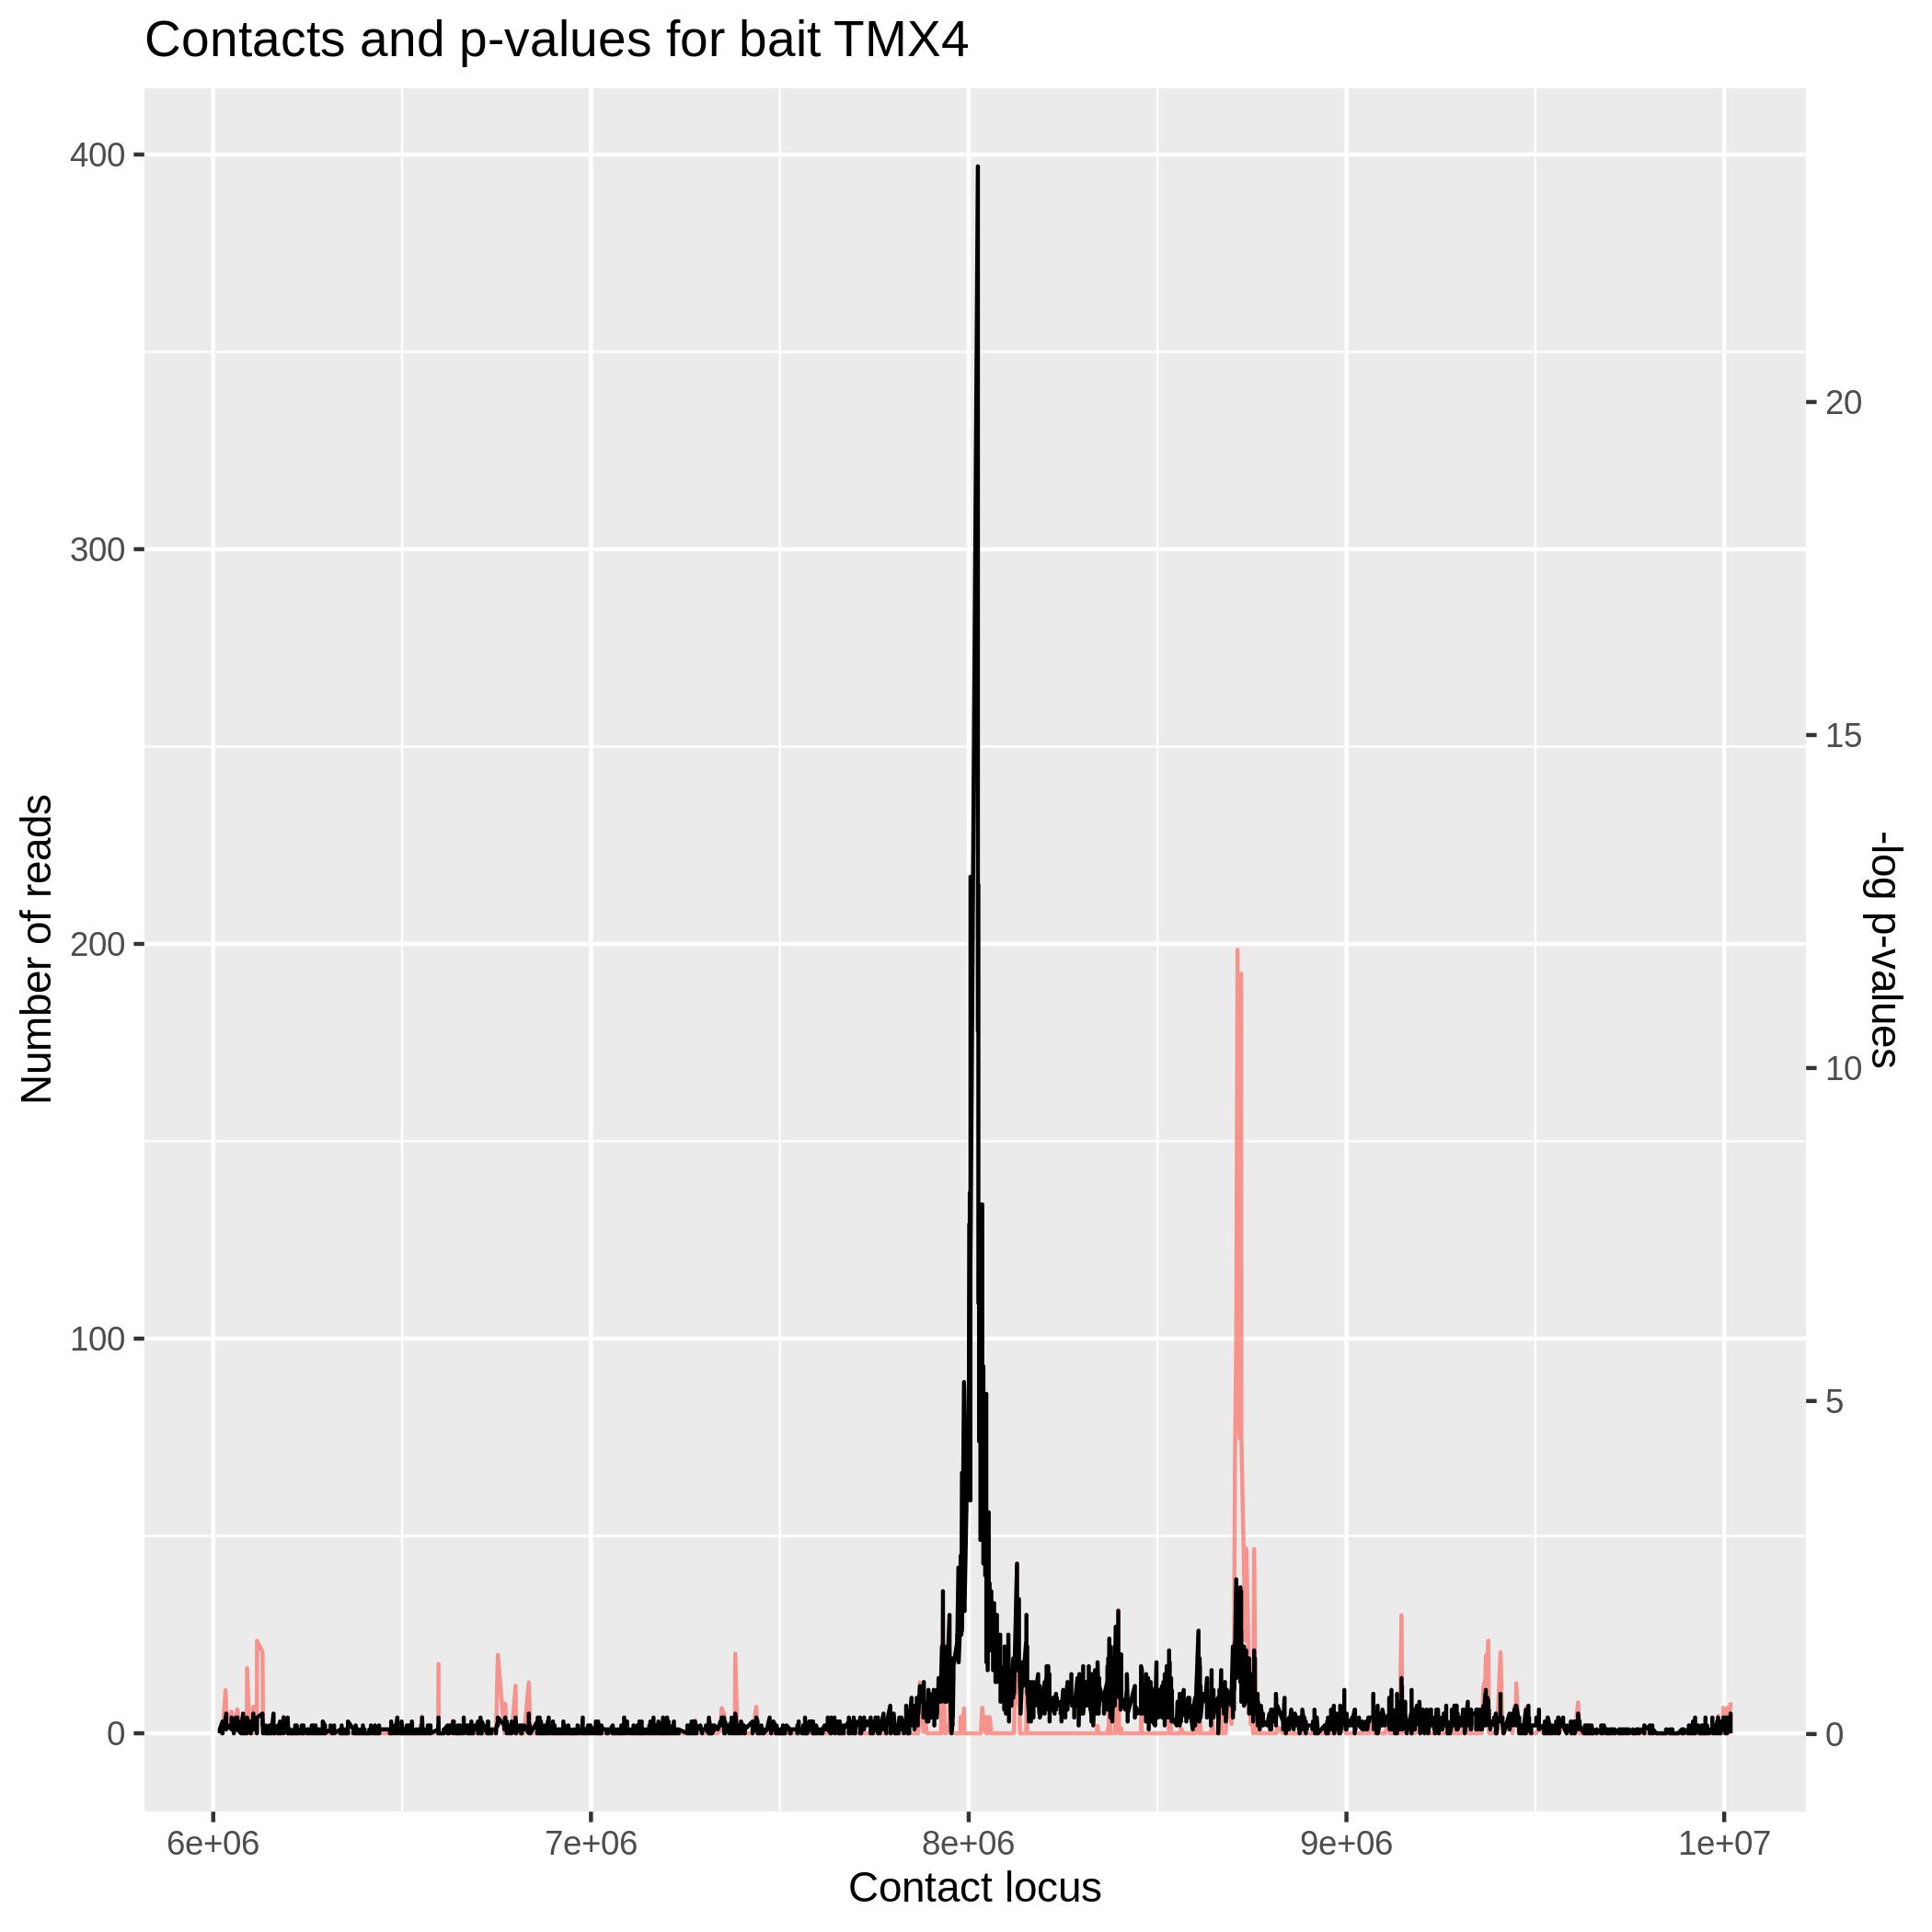 Contacts and p-values for bait TMX4
400
300
200
100
0
Number of reads
20
15
10
5
0
-log p-values
6e+06
7e+06
8e+06
9e+06
1e+07
Contact locus